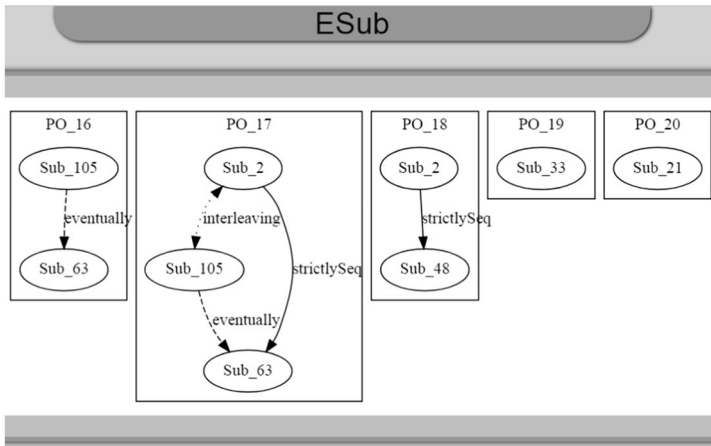 ESub
PO_16
Sub_105
eventually
Sub_63
PO_17
Sub_2
interleaving
Sub_105
strictlySeq
eventually
Sub_63
PO_18
Sub_2
strictlySeq
Sub_48
PO_19
Sub_33
PO_20
Sub_21